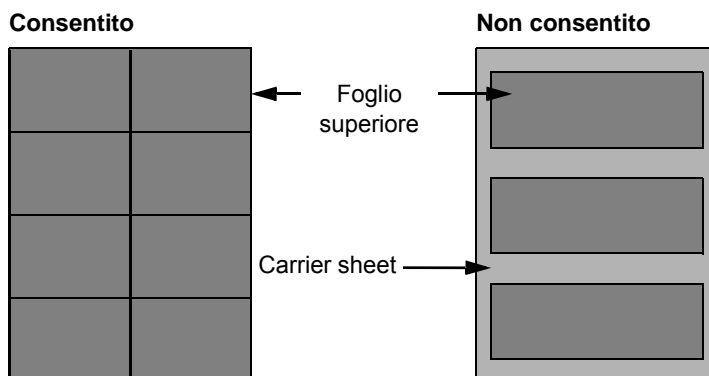 Consentito
Non consentito
Foglio
superiore
Carrier sheet